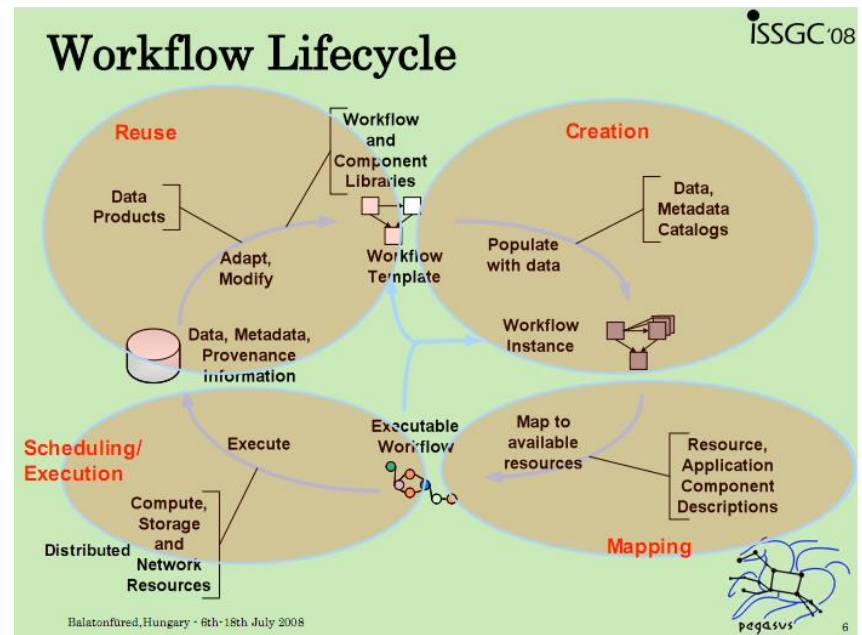 iSSGC'08
Workflow Lifecycle
Reuse
Workflow
and
Component
Libraries
Creation
Data
Products
Data,
Metadata
Catalogs
Adapt,
Modify
Workflow
Template
Populate
with data
Data, Metadata,
Provenance
Information
Workflow
Instance
Scheduling/
Execution
Execute
Executable
Workflow
Map to
available
resources
Resource,
Application
Component
Descriptions
Compute,
Storage
and
Network
Resources
Distributed
Mapping
Balatonfüred,Hungary - 6th-18th July 2008
pegasus
6